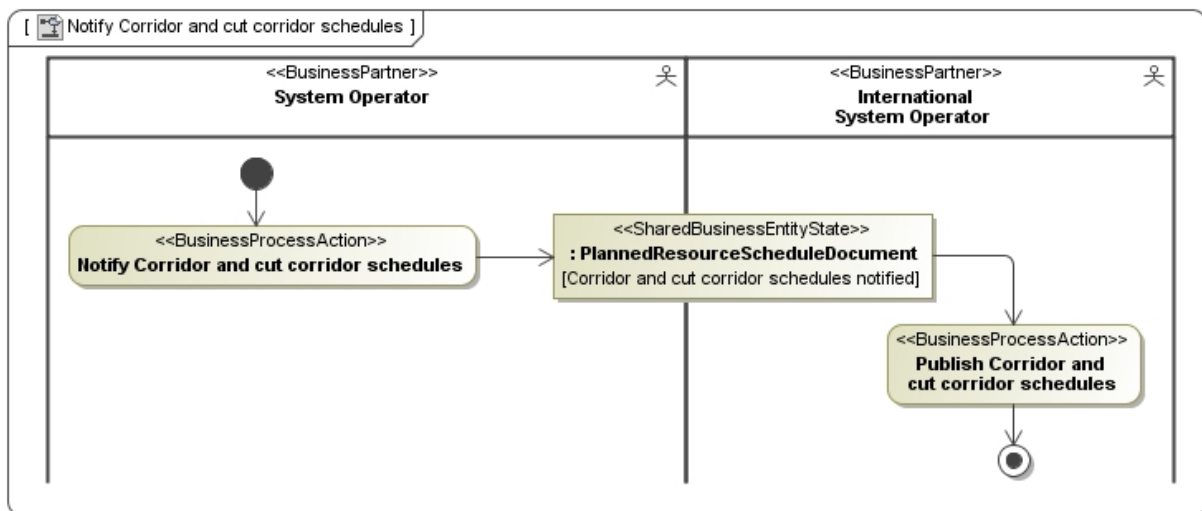 [ Notify Corridor and cut corridor schedules ]
<<BusinessPartner>>
System Operator
<<BusinessPartner>>
International
System Operator
<<BusinessProcessAction>>
Notify Corridor and cut corridor schedules
<<SharedBusinessEntityState>>
: PlannedResourceScheduleDocument
[Corridor and cut corridor schedules notified]
<<BusinessProcessAction>>
Publish Corridor and
cut corridor schedules